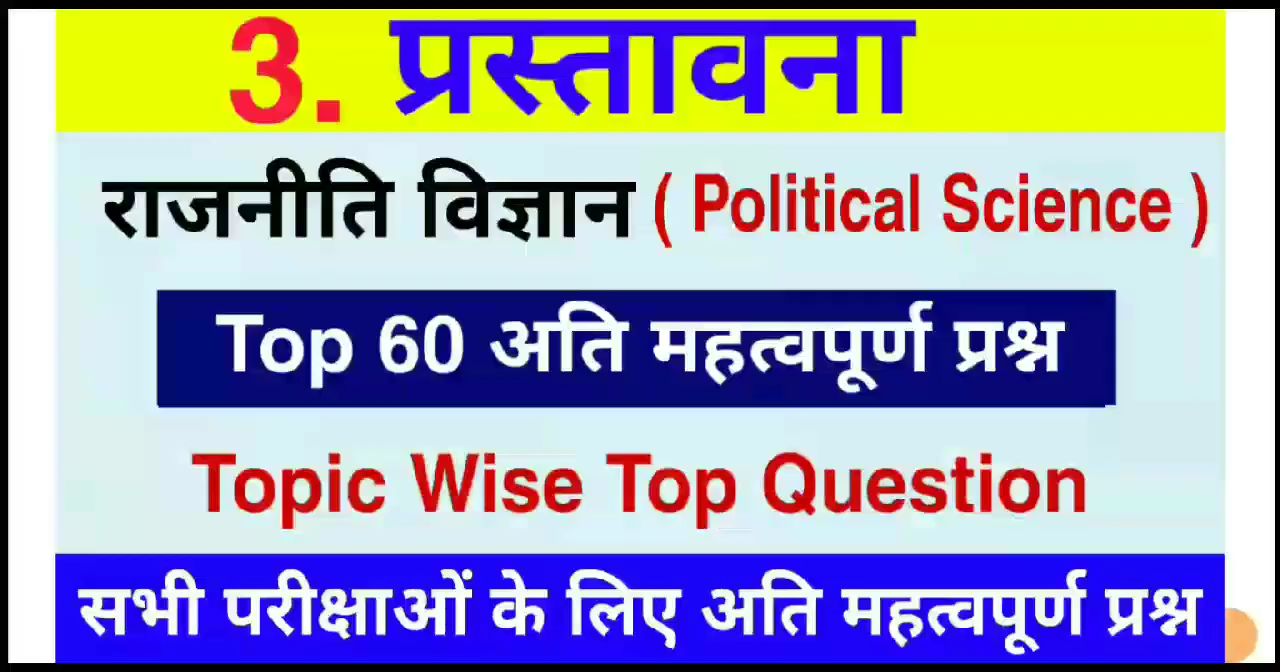 3. प्रस्तावना
राजनीति विज्ञान ( Political Science )
Top 60 अति महत्वपूर्ण प्रश्न
Topic Wise Top Question
सभी परीक्षाओं के लिए अति महत्वपूर्ण प्रश्न